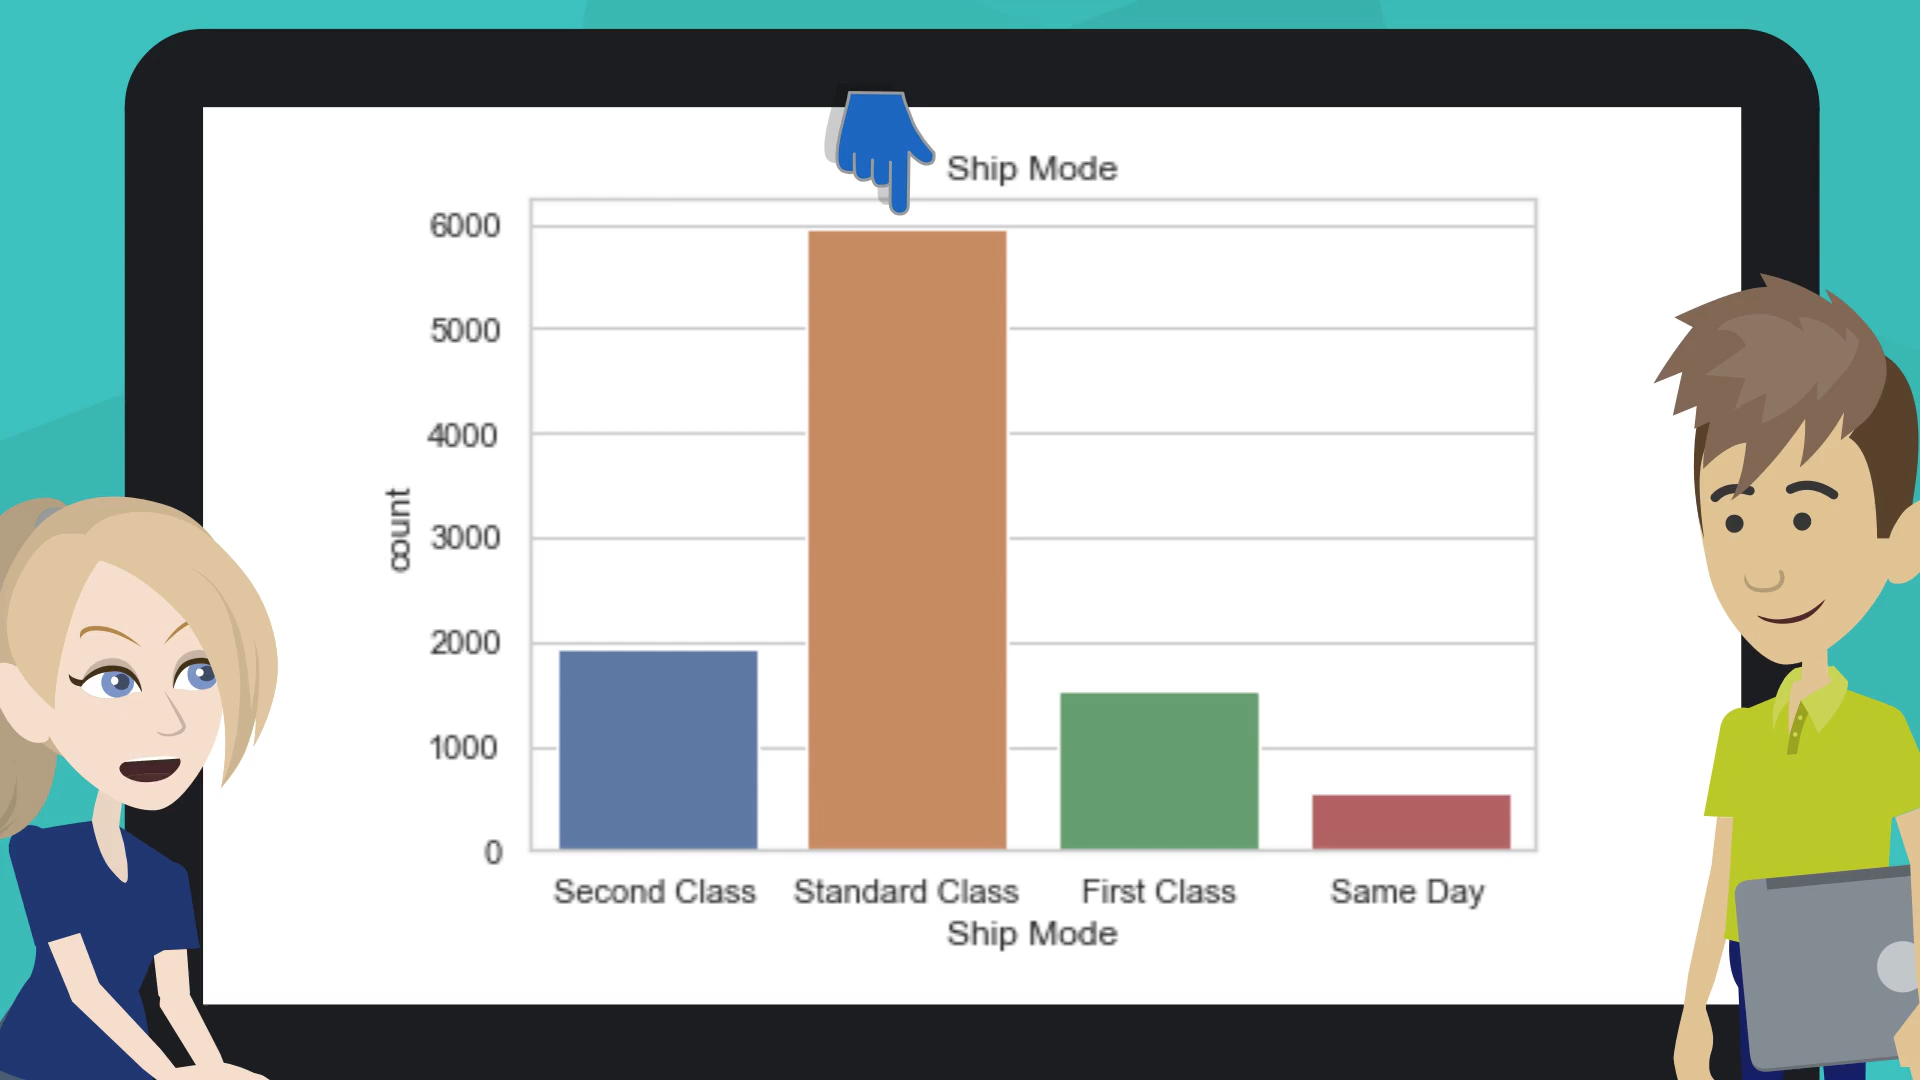 Ship Mode
6000
5000
4000
3000
2000
1000
0
count
Second Class Standard Class First Class Same Day
Ship Mode